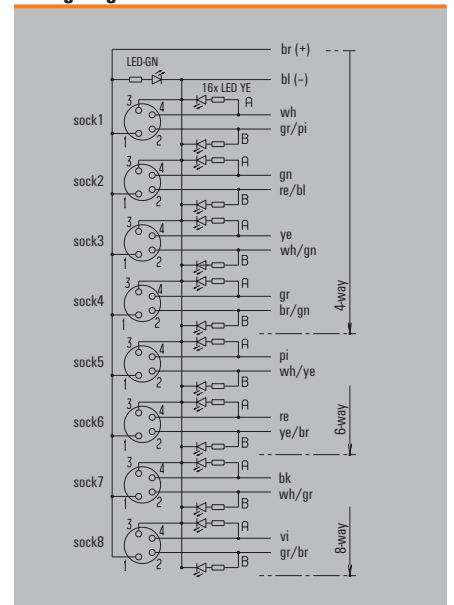 br (+)
LED-GN
bl (–)
16x LED YE
3 4 A wh
sock1
gr/pi
1 2 B
3 4 A gn
sock2
re/bl
1 2 B
3 4 A ye
sock3
wh/gn
1 2 B
3 4 A gr
sock4
br/gn
1 2 B
4-way
3 4 A pi
sock5
wh/ye
1 2 B
3 4 A re
sock6
ye/br
1 2 B
6-way
3 4 A bk
sock7
wh/gr
1 2 B
3 4 A vi
sock8
gr/br
1 2 B
8-way